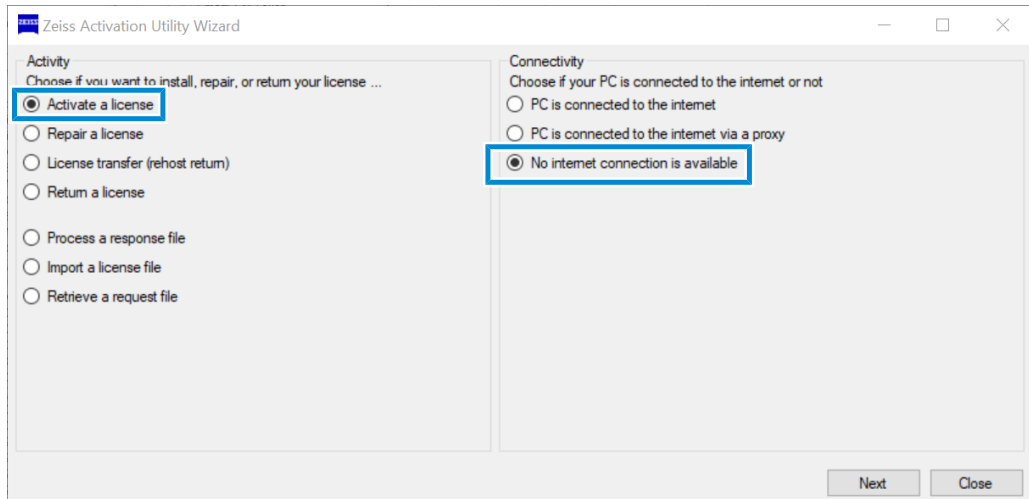 ZEISS Zeiss Activation Utility Wizard
Activity
Choose if you want to install, repair, or return your license ...
Activate a license
Repair a license
License transfer (rehost return)
Return a license
Process a response file
Import a license file
Retrieve a request file
Connectivity
Choose if your PC is connected to the internet or not
PC is connected to the internet
PC is connected to the internet via a proxy
No internet connection is available
Next
Close